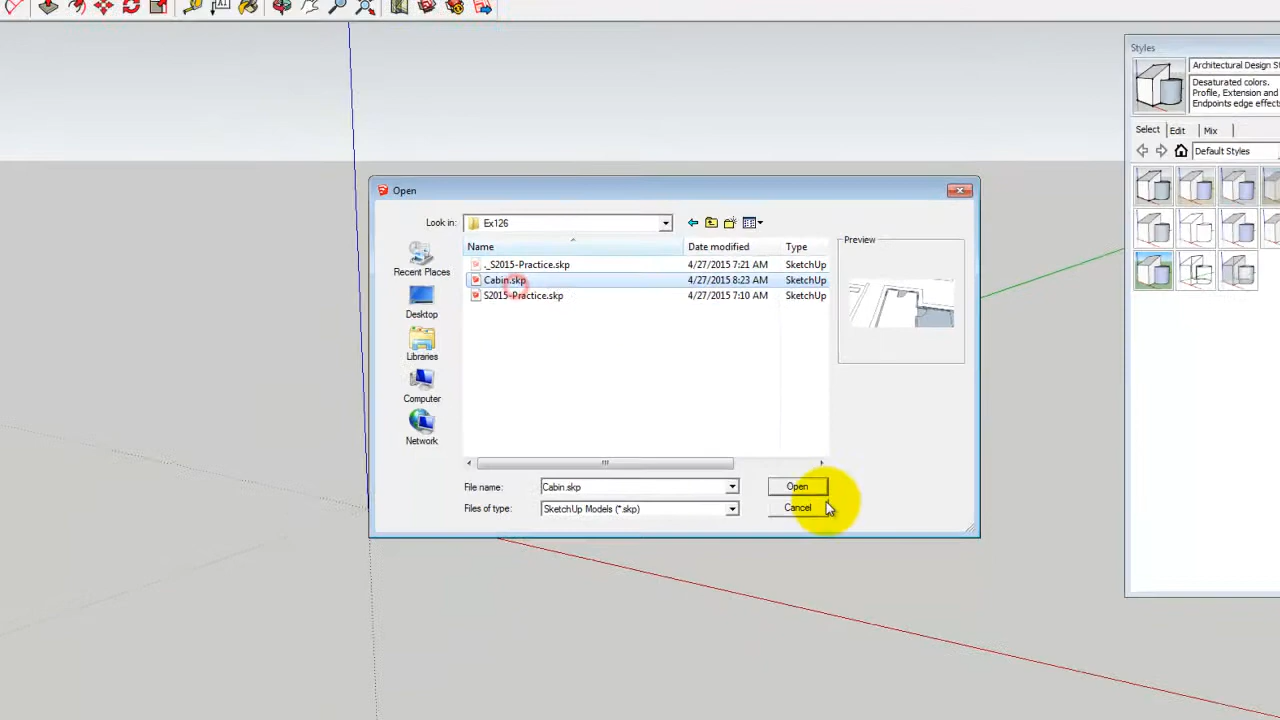 Styles
Architectural Design St
Desaturated colors.
Profile, Extension and
Endpoints edge effects
Select Edit Mix
Default Styles
Open
Look in: Ex126
Name Date modified Type
Preview
._S2015-Practice.skp 4/27/2015 7:21 AM SketchUp
Cabin.skp 4/27/2015 8:23 AM SketchUp
S2015-Practice.skp 4/27/2015 7:10 AM SketchUp
Recent Places
Desktop
Libraries
Computer
Network
File name: Cabin.skp Open
Files of type: SketchUp Models (*.skp) Cancel